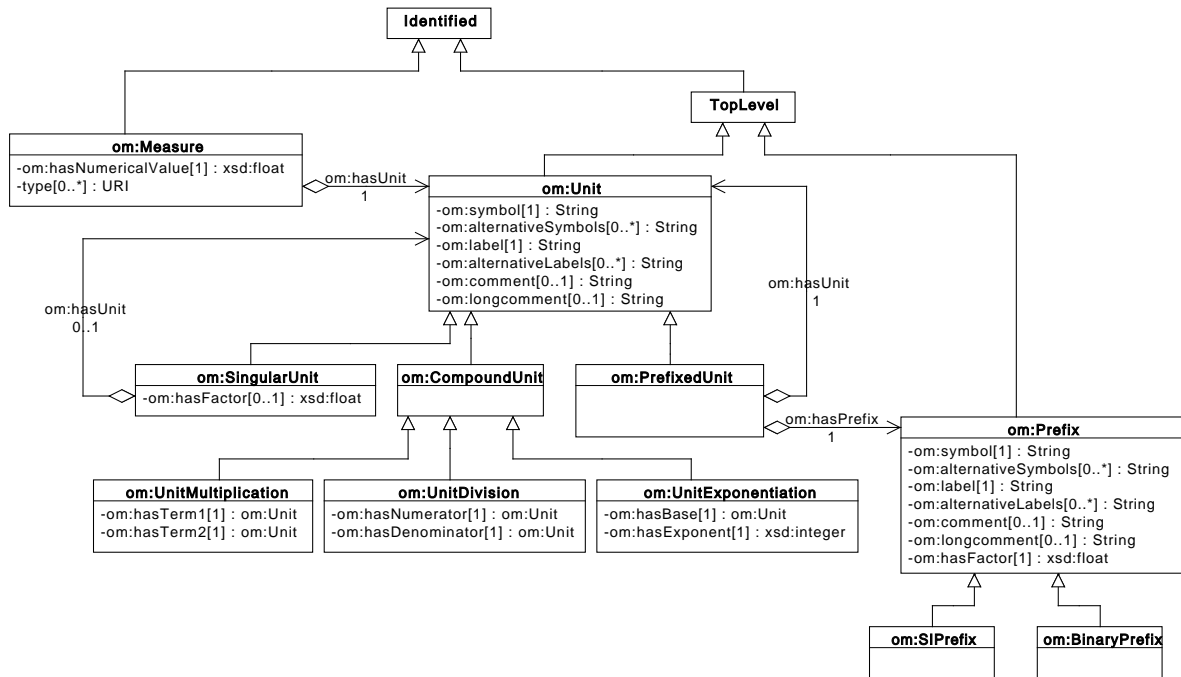 Identified
TopLevel
om:Measure
-om:hasNumericalValue[1] : xsd:float
-type[0..*] : URI
om:hasUnit
1
om:Unit
-om:symbol[1] : String
-om:alternativeSymbols[0..*] : String
-om:label[1] : String
-om:alternativeLabels[0..*] : String
-om:comment[0..1] : String
-om:longcomment[0..1] : String
om:hasUnit
0..1
om:hasUnit
1
om:SingularUnit
-om:hasFactor[0..1] : xsd:float
om:CompoundUnit
om:PrefixedUnit
om:hasPrefix
1
om:Prefix
-om:symbol[1] : String
-om:alternativeSymbols[0..*] : String
-om:label[1] : String
-om:alternativeLabels[0..*] : String
-om:comment[0..1] : String
-om:longcomment[0..1] : String
-om:hasFactor[1] : xsd:float
om:UnitMultiplication
-om:hasTerm1[1] : om:Unit
-om:hasTerm2[1] : om:Unit
om:UnitDivision
-om:hasNumerator[1] : om:Unit
-om:hasDenominator[1] : om:Unit
om:UnitExponentiation
-om:hasBase[1] : om:Unit
-om:hasExponent[1] : xsd:integer
om:SIPrefix
om:BinaryPrefix